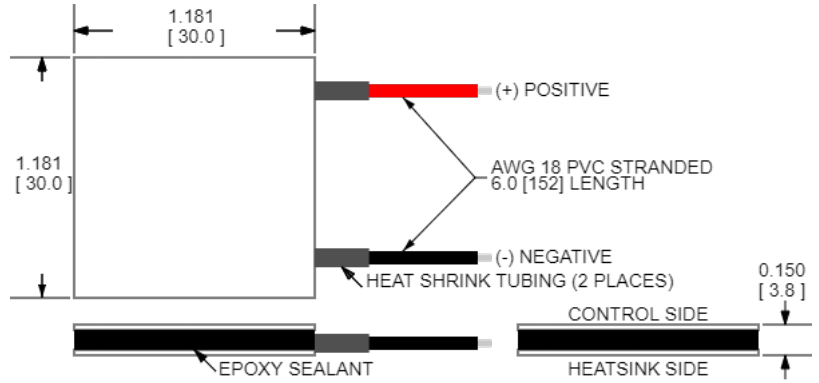 1.181
[ 30.0 ]
(+) POSITIVE
1.181
[ 30.0 ]
AWG 18 PVC STRANDED
6.0 [152] LENGTH
(-) NEGATIVE
HEAT SHRINK TUBING (2 PLACES)
0.150
[ 3.8 ]
CONTROL SIDE
EPOXY SEALANT
HEATSINK SIDE